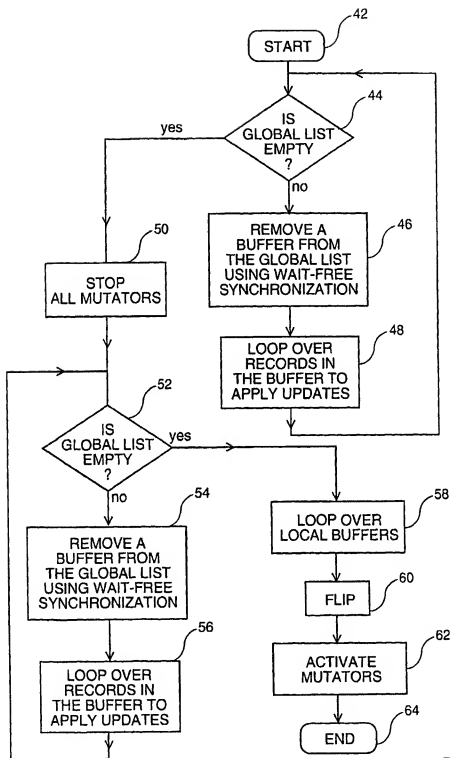 42
START
44
IS
GLOBAL LIST
EMPTY
?
yes
no
46
REMOVE A
BUFFER FROM
THE GLOBAL LIST
USING WAIT-FREE
SYNCHRONIZATION
48
LOOP OVER
RECORDS IN
THE BUFFER TO
APPLY UPDATES
50
STOP
ALL MUTATORS
52
IS
GLOBAL LIST
EMPTY
?
yes
no
54
REMOVE A
BUFFER FROM
THE GLOBAL LIST
USING WAIT-FREE
SYNCHRONIZATION
56
LOOP OVER
RECORDS IN
THE BUFFER TO
APPLY UPDATES
58
LOOP OVER
LOCAL BUFFERS
60
FLIP
62
ACTIVATE
MUTATORS
64
END